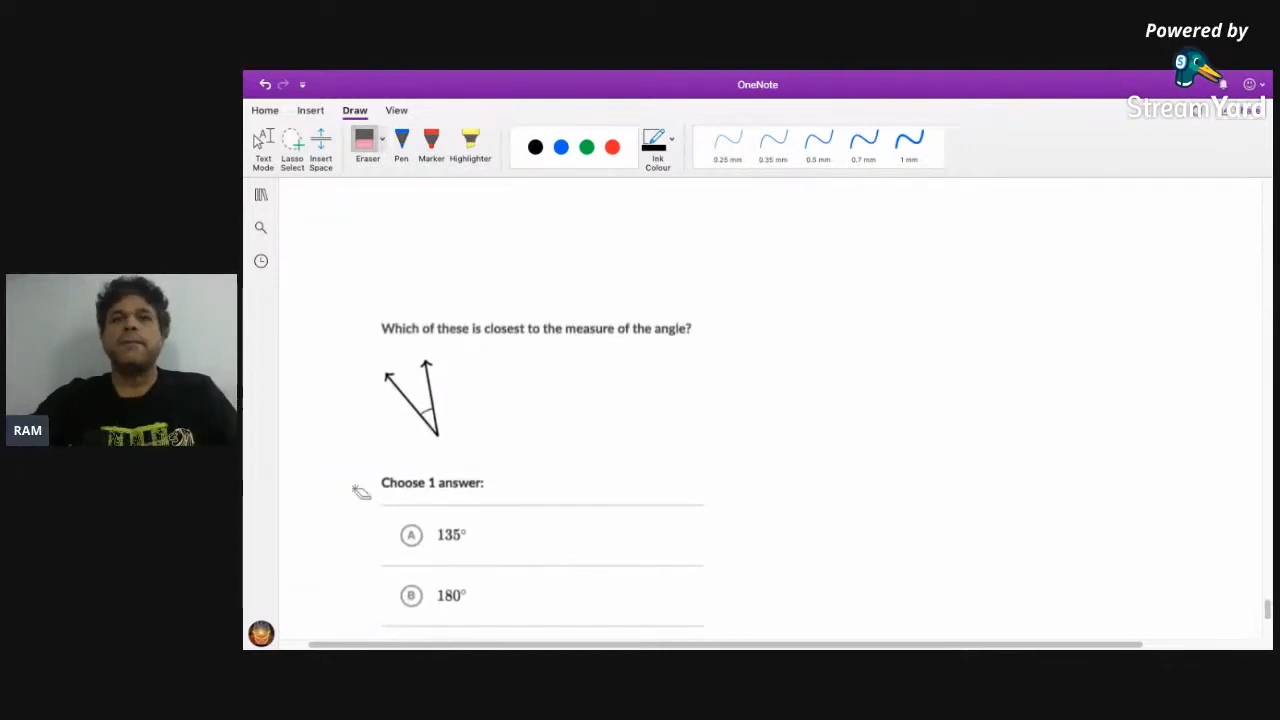 Powered by
StreamYard
OneNote
Home Insert Draw View
Text Mode
Lasso Select
Insert Space
Eraser
Pen
Marker
Highlighter
Ink Colour
0.25 mm
0.35 mm
0.5 mm
0.7 mm
1 mm
Which of these is closest to the measure of the angle?
RAM
Choose 1 answer:
A 135°
B 180°